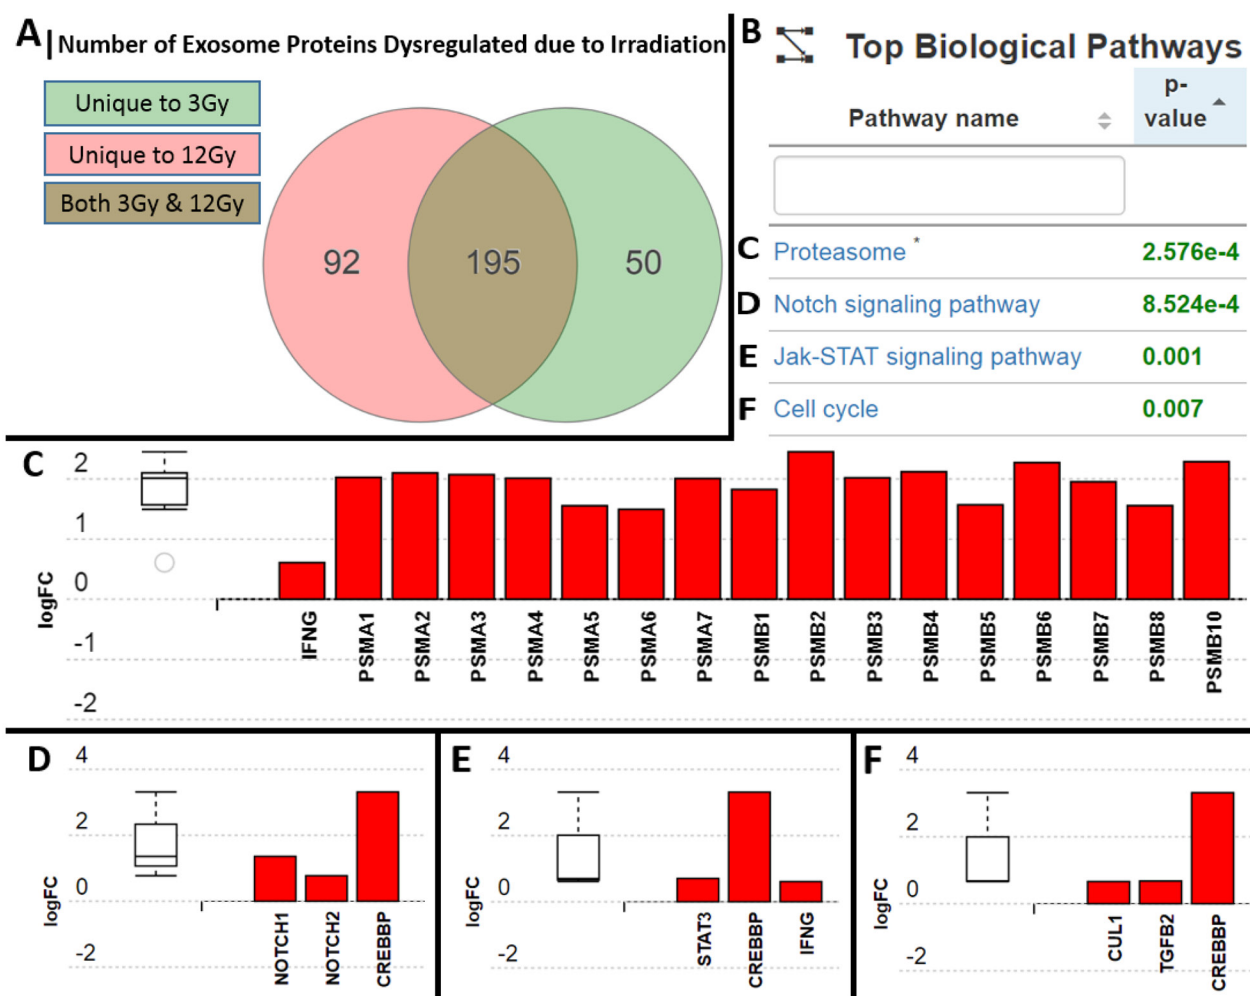 A | Number of Exosome Proteins Dysregulated due to Irradiation
Unique to 3Gy
Unique to 12Gy
Both 3Gy & 12Gy
92
195
50
B
Top Biological Pathways
Pathway name
p-
value
C Proteasome * 2.576e-4
D Notch signaling pathway 8.524e-4
E Jak-STAT signaling pathway 0.001
F Cell cycle 0.007
C
2
1
0
-1
-2
logFC
IFNG
PSMA1
PSMA2
PSMA3
PSMA4
PSMA5
PSMA6
PSMA7
PSMB1
PSMB2
PSMB3
PSMB4
PSMB5
PSMB6
PSMB7
PSMB8
PSMB10
D
4
2
0
-2
logFC
NOTCH1
NOTCH2
CREBBP
E
4
2
0
-2
logFC
STAT3
CREBBP
IFNG
F
4
2
0
-2
logFC
CUL1
TGFB2
CREBBP